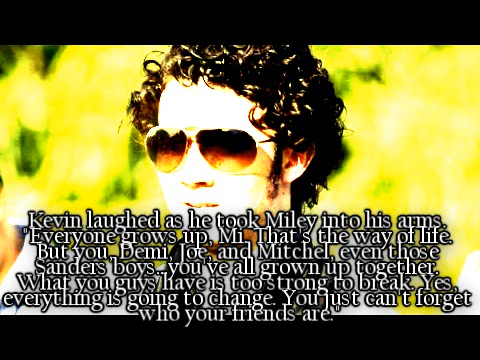 Kevin laughed as he took Miley into his arms.
"Everyone grows up, Mi. That's the way of life.
But you, Demi, Joe, and Mitchel, even those
Sanders boys..you've all grown up together.
What you guys have is too strong to break. Yes,
everything is going to change. You just can't forget
who your friends are."